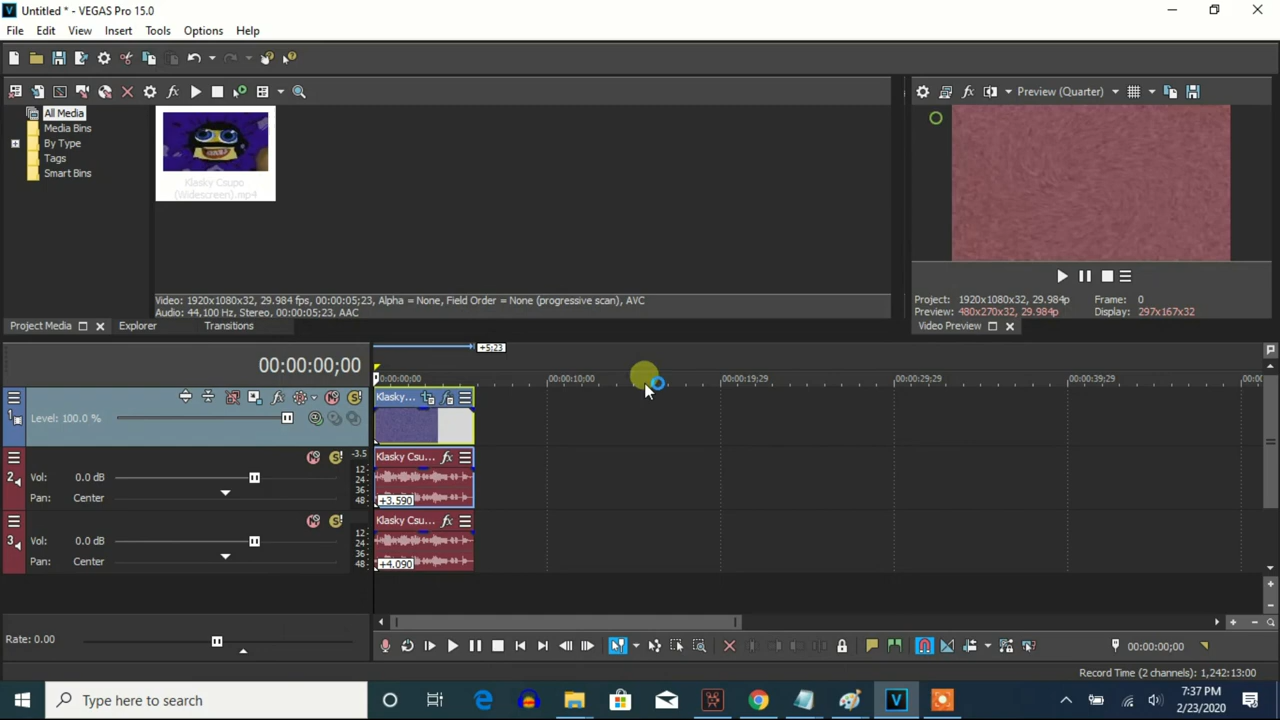 Untitled * - VEGAS Pro 15.0
File Edit View Insert Tools Options Help
All Media
Media Bins
By Type
Tags
Smart Bins
Klasky Csupo
(Widescreen).mp4
Video: 1920x1080x32, 29.984 fps, 00:00:05;23, Alpha = None, Field Order = None (progressive scan), AVC
Audio: 44,100 Hz, Stereo, 00:00:05;23, AAC
Preview (Quarter)
Project: 1920x1080x32, 29.984p Frame: 0
Preview: 480x270x32, 29.984p Display: 297x167x32
Project Media Explorer Transitions
Video Preview
+5;23
00:00:00;00
00:00:00;00 00:00:10;00 00:00:19;29 00:00:29;29 00:00:39;29 00:0
1 Level: 100.0 % Klasky...
2 Vol: 0.0 dB
Pan: Center
-3.5
12
24
36
48
Klasky Csu...
+3.590
3 Vol: 0.0 dB
Pan: Center
12
24
36
48
Klasky Csu...
+4.090
Rate: 0.00
00:00:00;00
Record Time (2 channels): 1,242:13:00
Type here to search
7:37 PM
2/23/2020